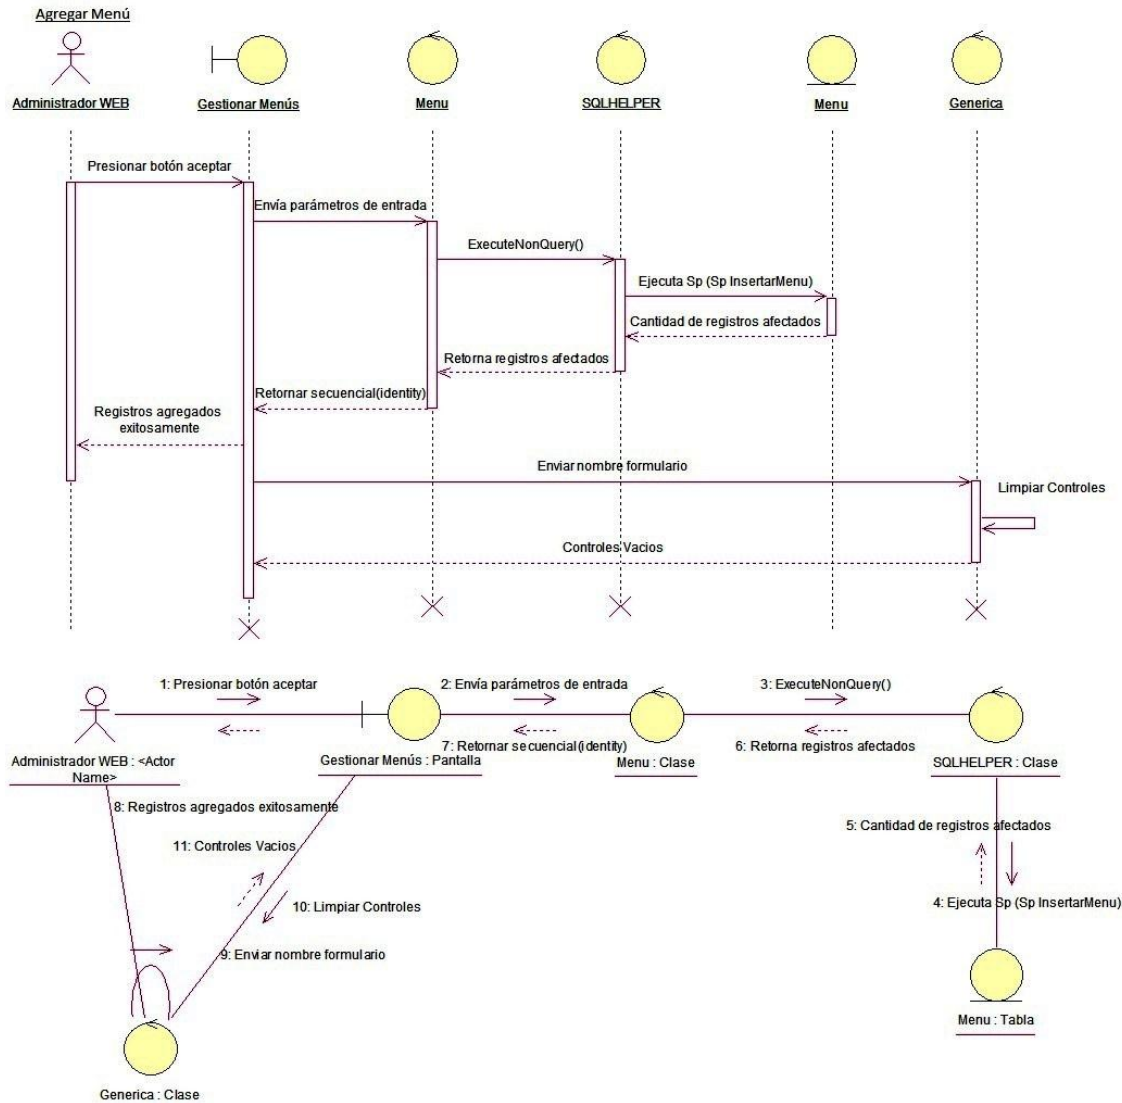 Agregar Menú
Administrador WEB
Gestionar Menús
Menu
SQLHELPER
Menu
Generica
Presionar botón aceptar
Envía parámetros de entrada
ExecuteNonQuery()
Ejecuta Sp (Sp InsertarMenu)
Cantidad de registros afectados
Retorna registros afectados
Retornar secuencial(identity)
Registros agregados
exitosamente
Enviar nombre formulario
Limpiar Controles
Controles Vacios
1: Presionar botón aceptar
2: Envía parámetros de entrada
3: ExecuteNonQuery()
7: Retornar secuencial(identity)
6: Retorna registros afectados
Administrador WEB : <Actor
Name>
Gestionar Menús : Pantalla
Menu : Clase
SQLHELPER : Clase
8: Registros agregados exitosamente
5: Cantidad de registros afectados
11: Controles Vacios
10: Limpiar Controles
4: Ejecuta Sp (Sp InsertarMenu)
9: Enviar nombre formulario
Menu : Tabla
Generica : Clase